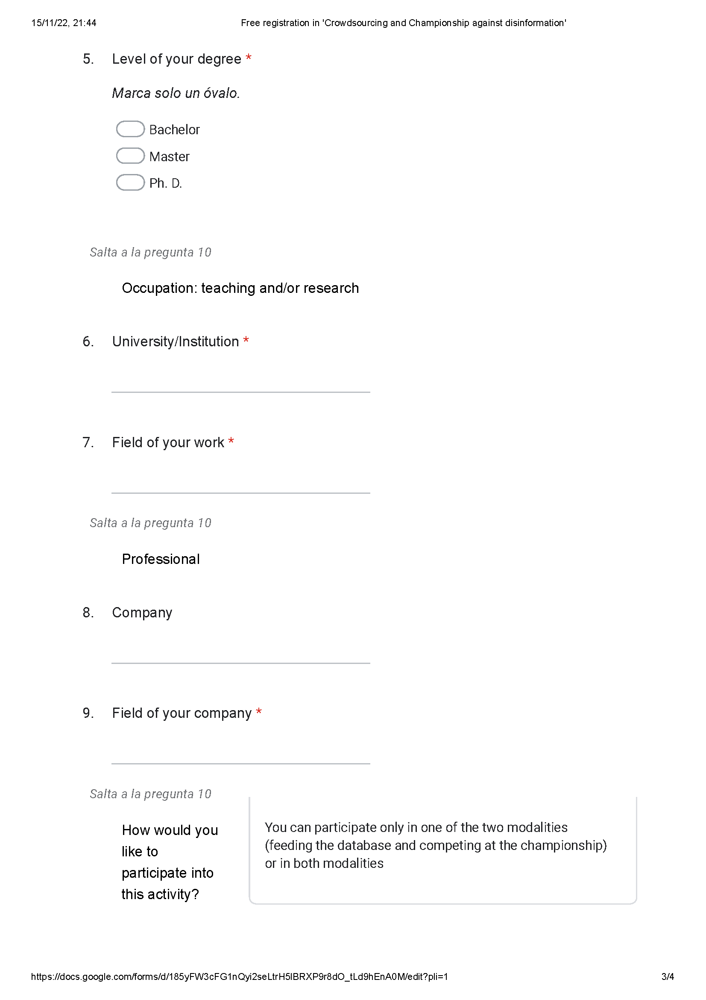 15/11/22, 21:44 Free registration in 'Crowdsourcing and Championship against disinformation'
5. Level of your degree *
Marca solo un óvalo.
Bachelor
Master
Ph. D.
Salta a la pregunta 10
Occupation: teaching and/or research
6. University/Institution *
7. Field of your work *
Salta a la pregunta 10
Professional
8. Company
9. Field of your company *
Salta a la pregunta 10
How would you
like to
participate into
this activity?
You can participate only in one of the two modalities
(feeding the database and competing at the championship)
or in both modalities
https://docs.google.com/forms/d/185yFW3cFG1nQyi2seLtrH5IBRXP9r8dO_tLd9hEnA0M/edit?pli=1 3/4